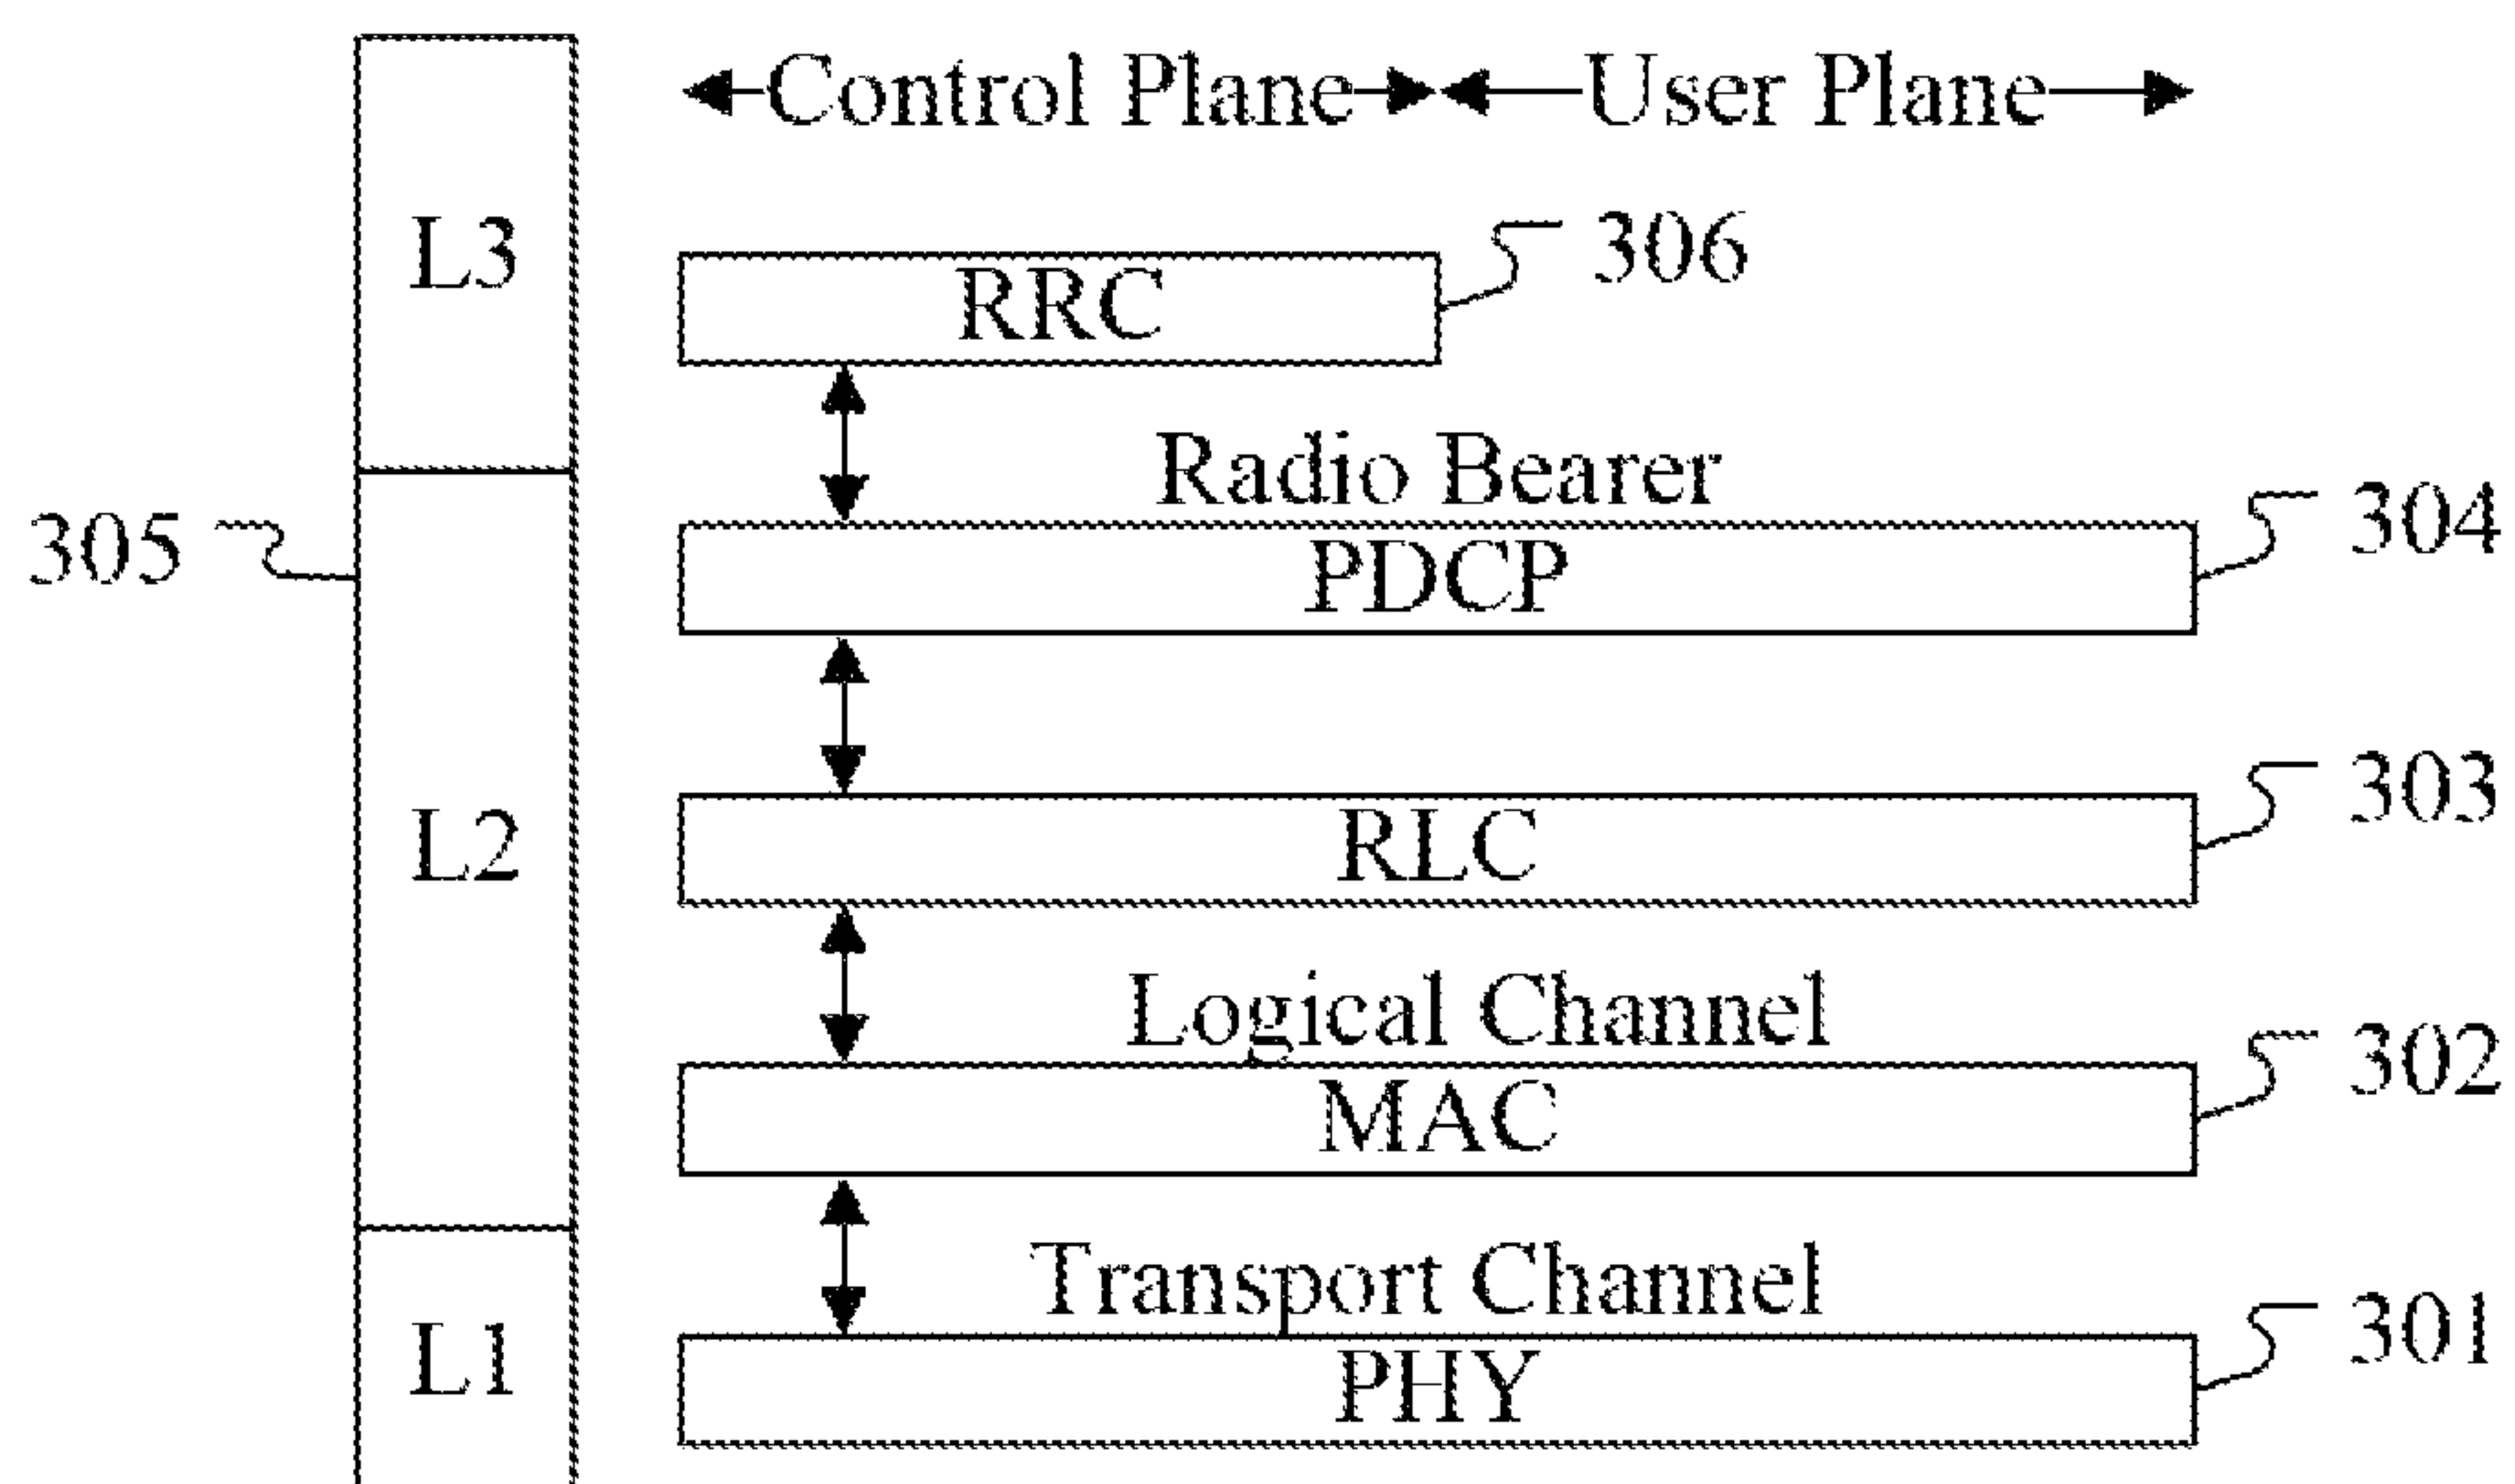 Control Plane User Plane
L3
306
RRC
Radio Bearer
304
305
PDCP
303
L2
RLC
Logical Channel
302
MAC
Transport Channel
301
L1
PHY